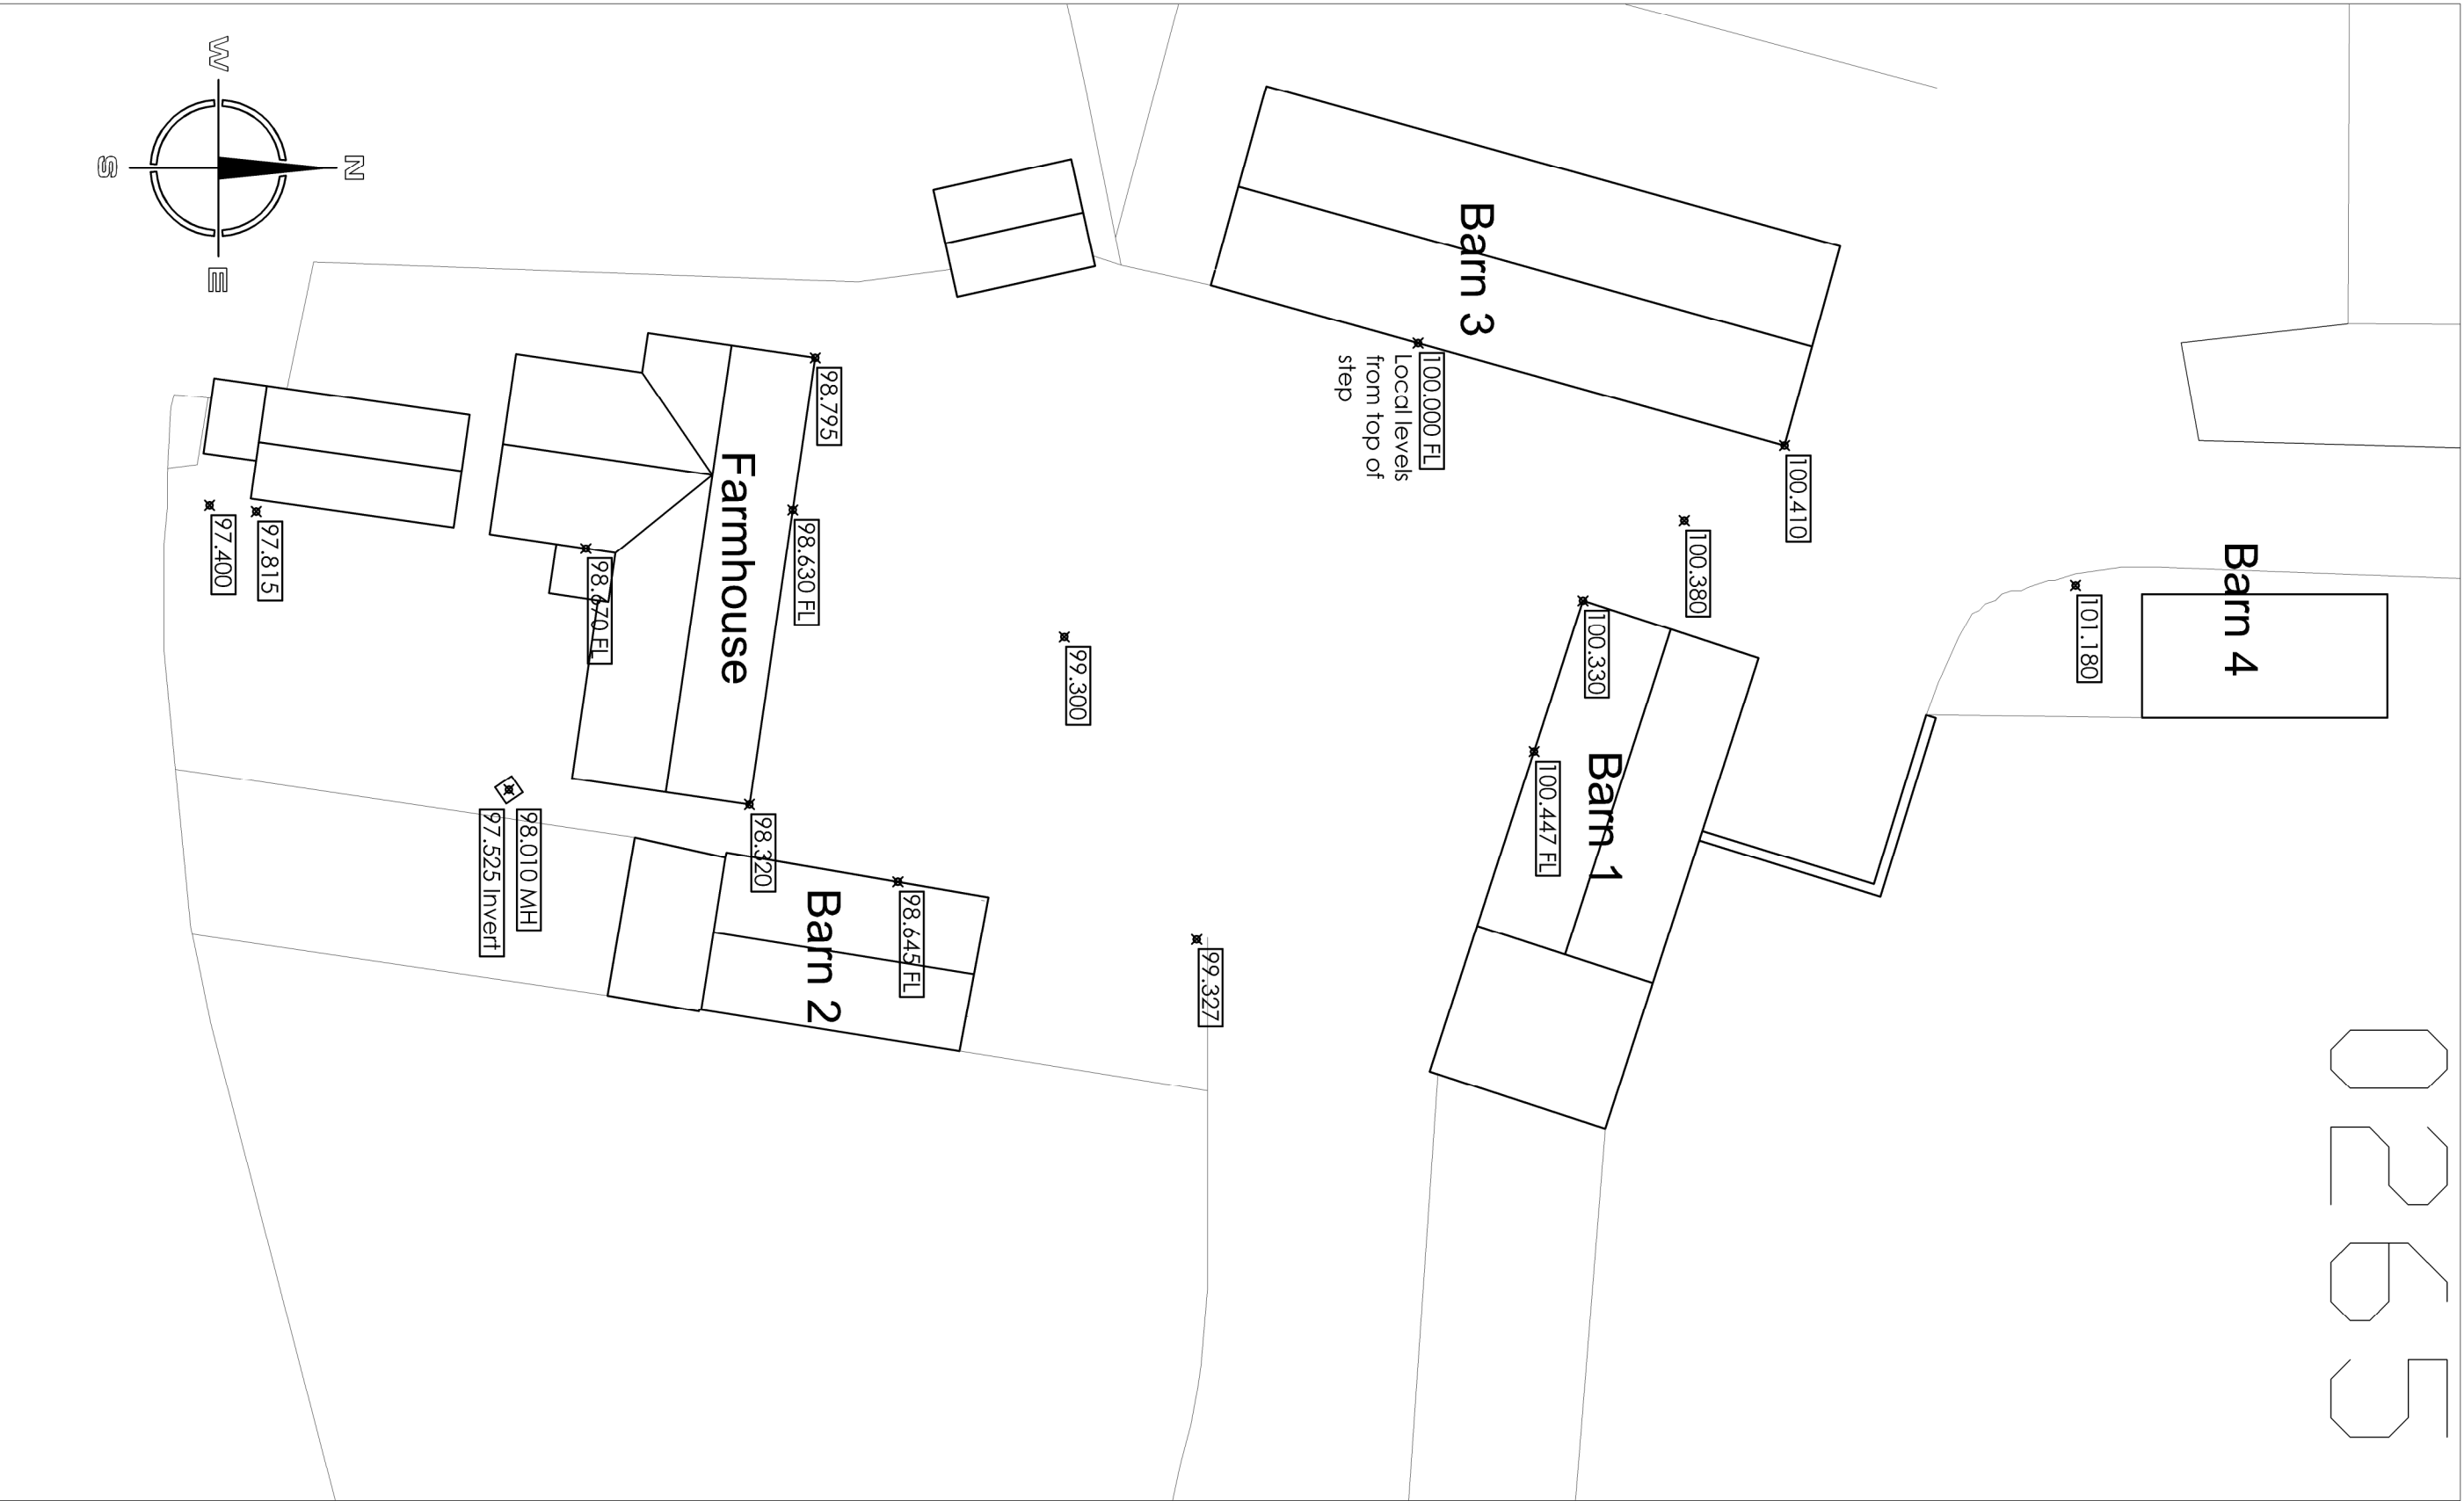 W
N
S
E
Barn 4
101.180
100.410
100.380
Barn 3
100.000 FL
Local levels
from top of
step
100.330
Barn 1
100.447 FL
99.327
99.300
98.795
98.630 FL
Farmhouse
98.670 FL
98.320
98.645 FL
Barn 2
98.010 MH
97.525 Invert
97.815
97.400
0265